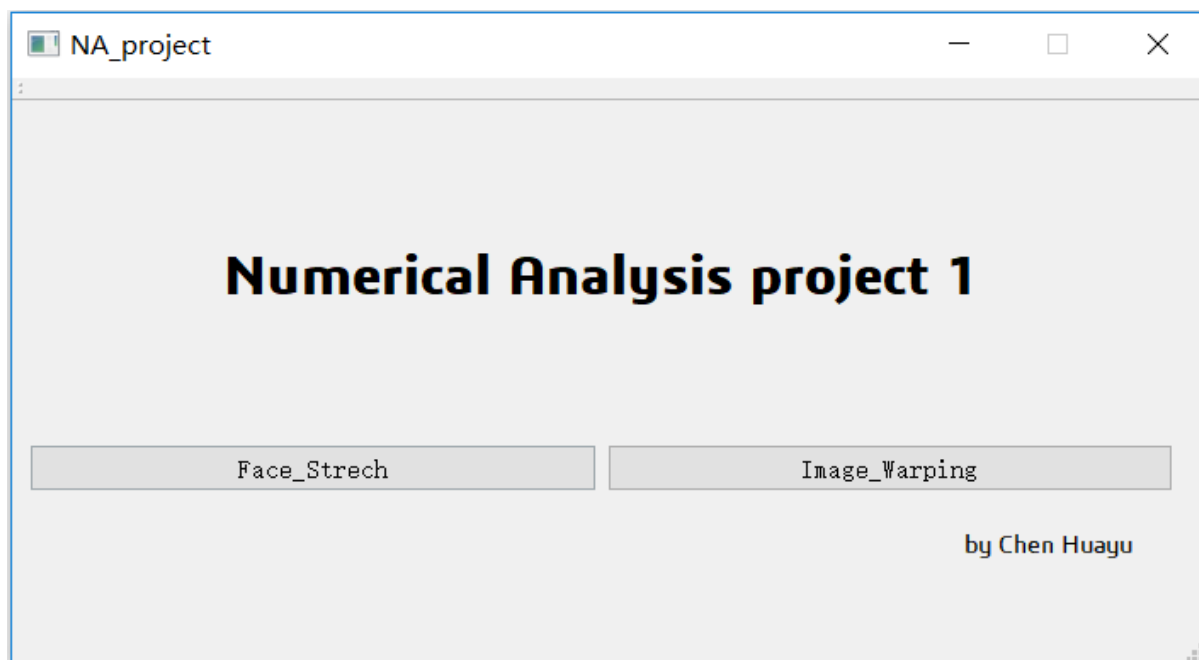 NA_project
Numerical Analysis project 1
Face_Strech
Image_Warping
by Chen Huayu